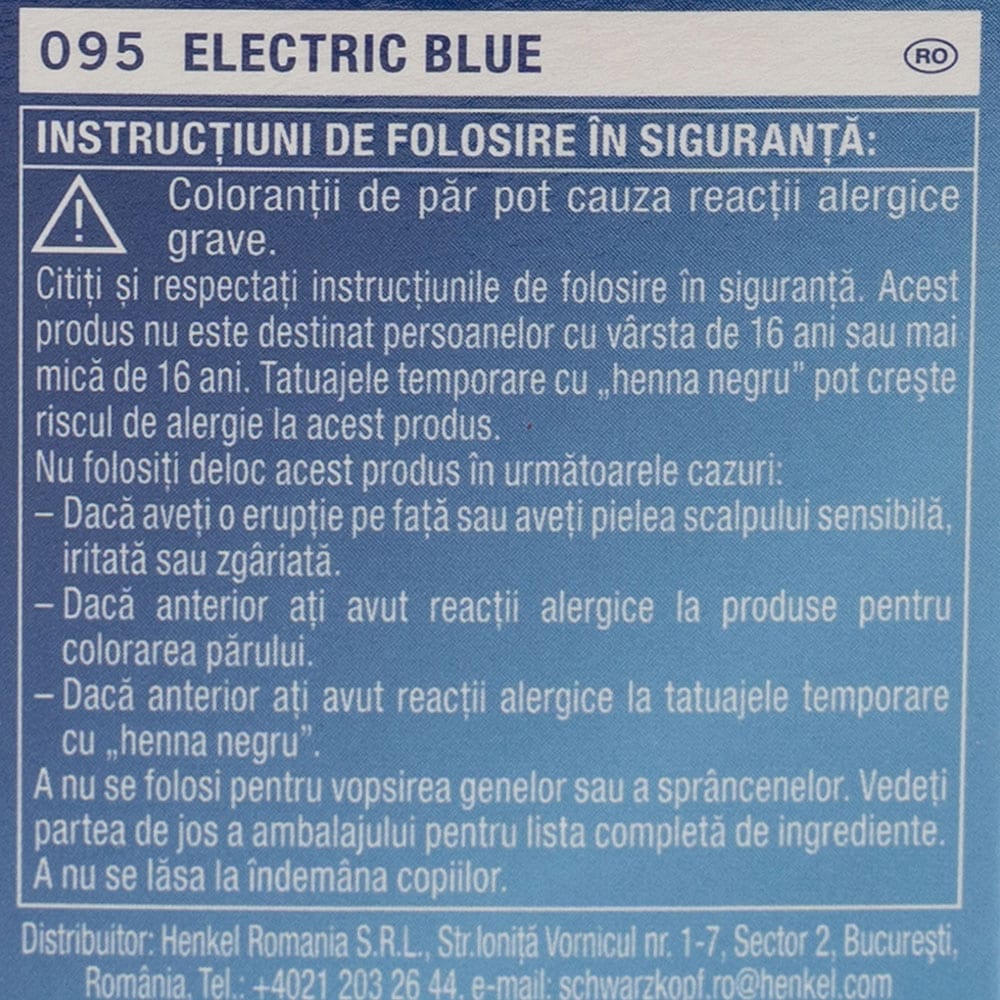 095 ELECTRIC BLUE RO
INSTRUCȚIUNI DE FOLOSIRE ÎN SIGURANȚĂ:
Coloranții de păr pot cauza reacții alergice
grave.
Citiți și respectați instrucțiunile de folosire în siguranță. Acest
produs nu este destinat persoanelor cu vârsta de 16 ani sau mai
mică de 16 ani. Tatuajele temporare cu „henna negru” pot crește
riscul de alergie la acest produs.
Nu folosiți deloc acest produs în următoarele cazuri:
– Dacă aveți o erupție pe față sau aveți pielea scalpului sensibilă,
iritată sau zgâriată.
– Dacă anterior ați avut reacții alergice la produse pentru
colorarea părului.
– Dacă anterior ați avut reacții alergice la tatuajele temporare
cu „henna negru”.
A nu se folosi pentru vopsirea genelor sau a sprâncenelor. Vedeți
partea de jos a ambalajului pentru lista completă de ingrediente.
A nu se lăsa la îndemâna copiilor.
Distribuitor: Henkel Romania S.R.L., Str.Ioniță Vornicul nr. 1-7, Sector 2, București,
România. Tel.: +4021 203 26 44, e-mail: schwarzkopf.ro@henkel.com